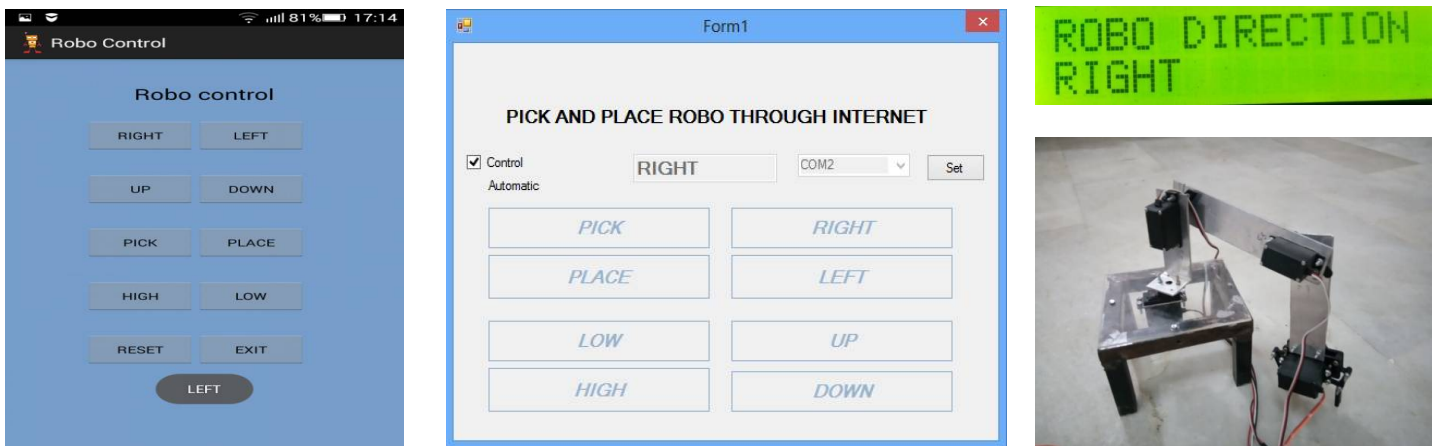 81% 17:14
Robo Control
Robo control
RIGHT LEFT
UP DOWN
PICK PLACE
HIGH LOW
RESET EXIT
LEFT
Form1
PICK AND PLACE ROBO THROUGH INTERNET
Control RIGHT COM2 Set
Automatic
PICK RIGHT
PLACE LEFT
LOW UP
HIGH DOWN
ROBO DIRECTION
RIGHT